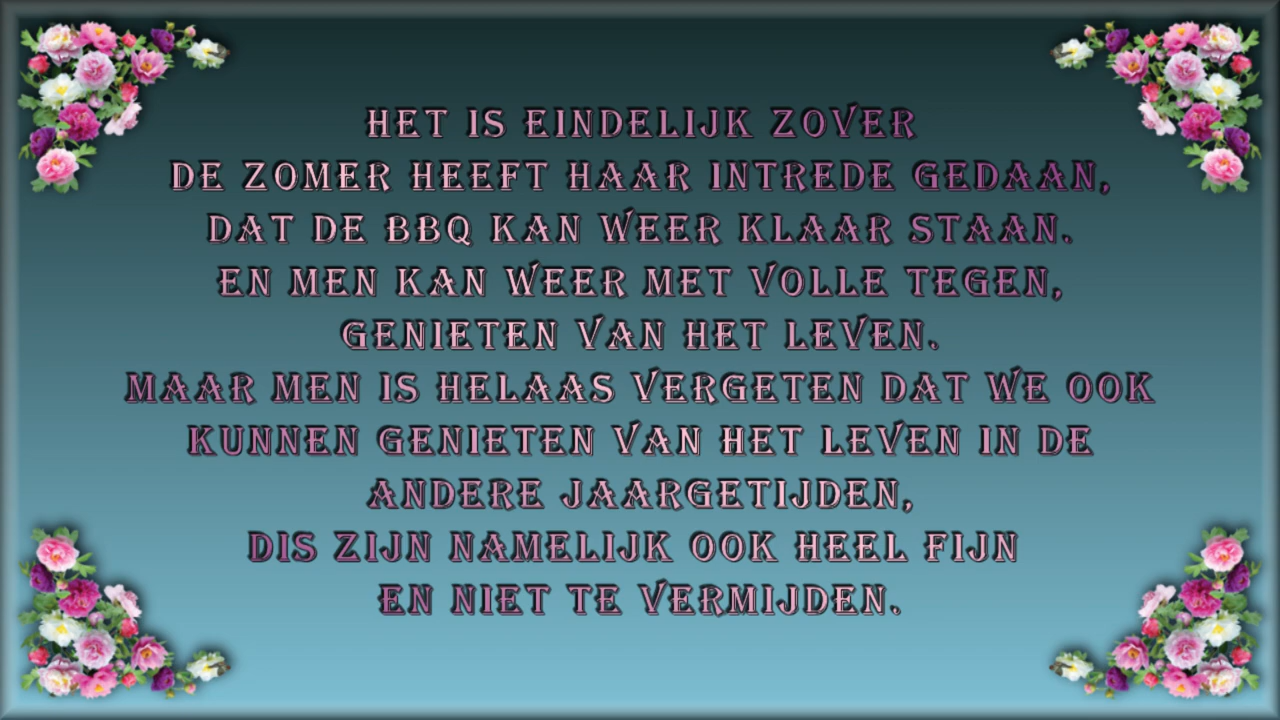 HET IS EINDELIJK ZOVER
DE ZOMER HEEFT HAAR INTREDE GEDAAN,
DAT DE BBQ KAN WEER KLAAR STAAN.
EN MEN KAN WEER MET VOLLE TEGEN,
GENIETEN VAN HET LEVEN.
MAAR MEN IS HELAAS VERGETEN DAT WE OOK
KUNNEN GENIETEN VAN HET LEVEN IN DE
ANDERE JAARGETIJDEN,
DIS ZIJN NAMELIJK OOK HEEL FIJN
EN NIET TE VERMIJDEN.